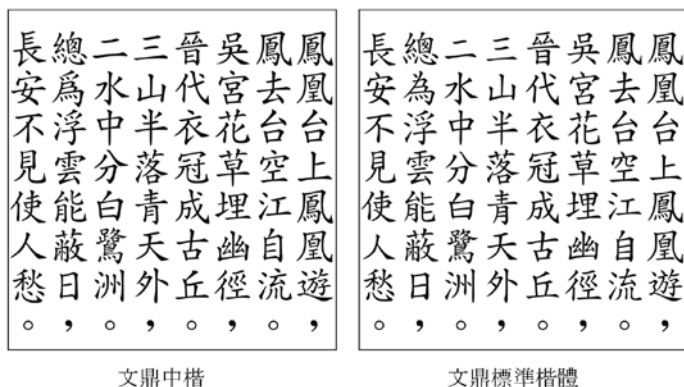 鳳凰台上鳳凰遊，
鳳去台空江自流。
吳宮花草埋幽徑，
晉代衣冠成古丘。
三山半落青天外，
二水中分白鷺洲。
總爲浮雲能蔽日，
長安不見使人愁。
文鼎中楷
鳳凰台上鳳凰遊，
鳳去台空江自流。
吳宮花草埋幽徑，
晉代衣冠成古丘。
三山半落青天外，
二水中分白鷺洲。
總為浮雲能蔽日，
長安不見使人愁。
文鼎標準楷體